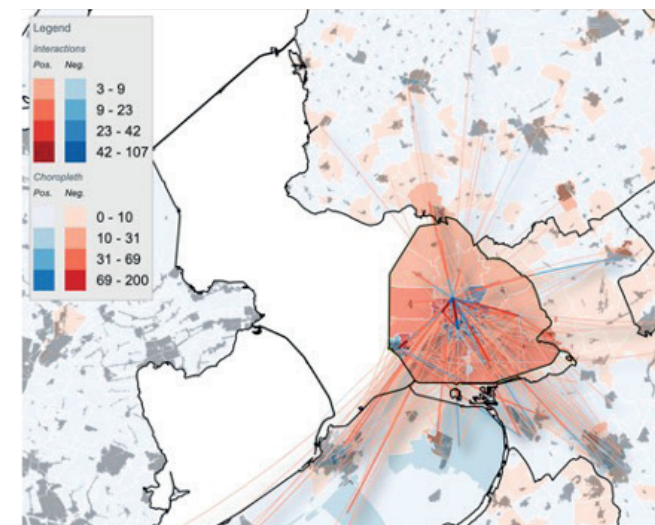 Legend
Interactions
Pos. Neg.
3 - 9
9 - 23
23 - 42
42 - 107
Choropleth
Pos. Neg.
0 - 10
10 - 31
31 - 69
69 - 200